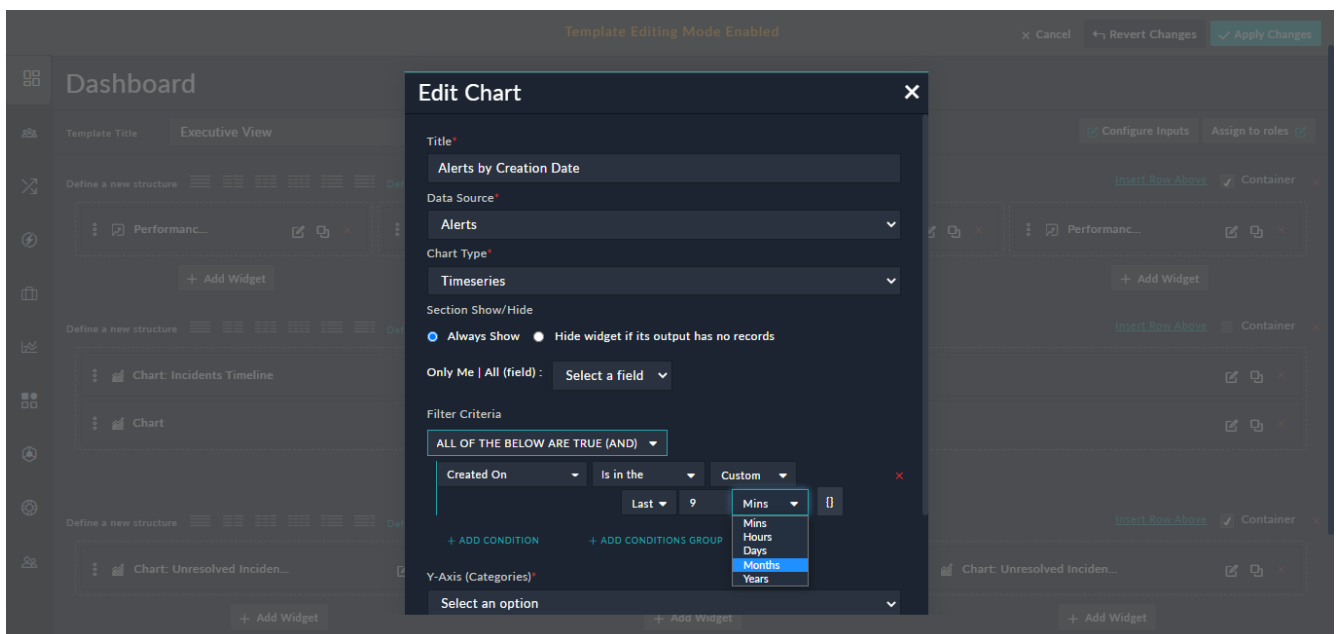 Template Editing Mode Enabled
× Cancel
Revert Changes
Apply Changes
Dashboard
Template Title
Executive View
Configure Inputs
Assign to roles
Define a new structure
Insert Row Above
Container
Performanc...
Performanc...
+ Add Widget
+ Add Widget
Define a new structure
Insert Row Above
Container
Chart: Incidents Timeline
Chart
Define a new structure
Insert Row Above
Container
Chart: Unresolved Inciden...
Chart: Unresolved Inciden...
+ Add Widget
+ Add Widget
+ Add Widget
Edit Chart
Title*
Alerts by Creation Date
Data Source*
Alerts
Chart Type*
Timeseries
Section Show/Hide
Always Show
Hide widget if its output has no records
Only Me | All (field) :
Select a field
Filter Criteria
ALL OF THE BELOW ARE TRUE (AND)
Created On
Is in the
Custom
Last
9
Mins
{}
Mins
Hours
Days
Months
Years
+ ADD CONDITION
+ ADD CONDITIONS GROUP
Y-Axis (Categories)*
Select an option